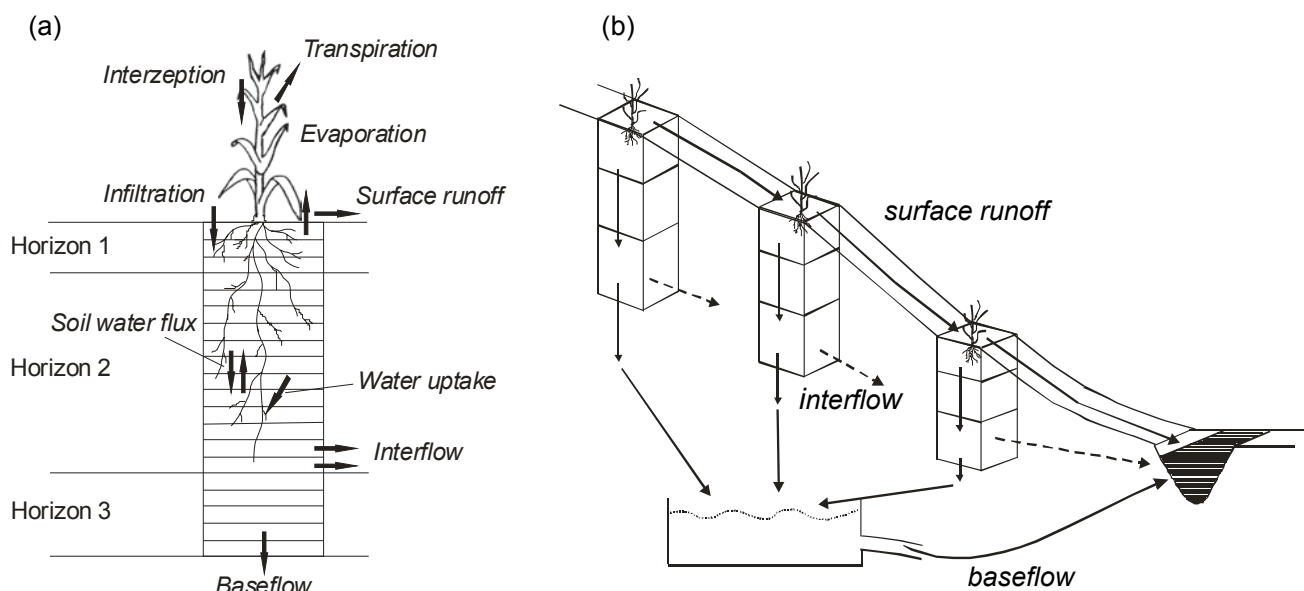 (a)
Transpiration
Interzeption
Evaporation
Infiltration
Surface runoff
Horizon 1
Soil water flux
Horizon 2
Water uptake
Interflow
Horizon 3
Baseflow
(b)
surface runoff
interflow
baseflow